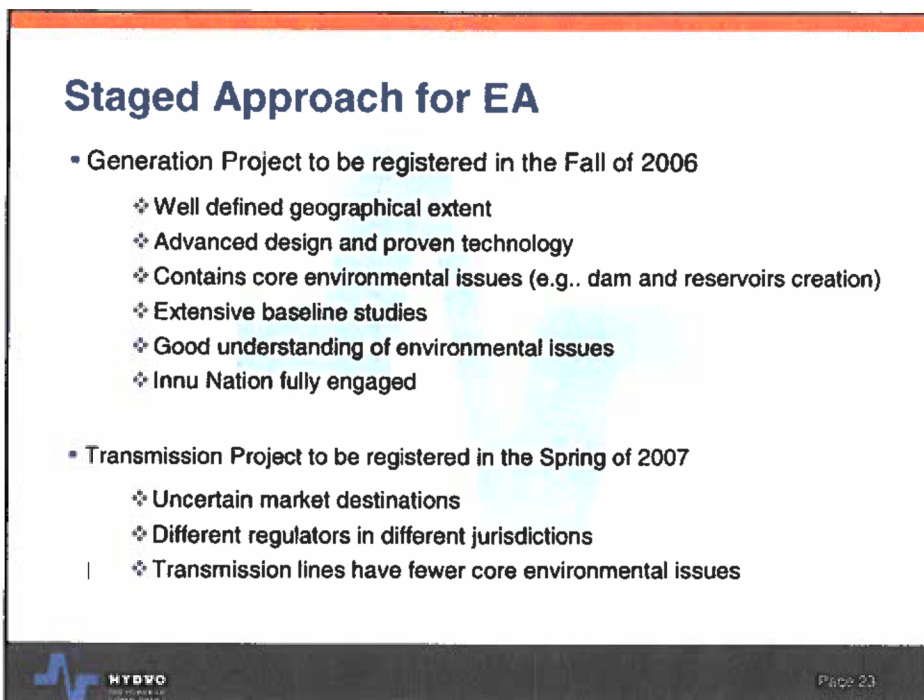 Staged Approach for EA
Generation Project to be registered in the Fall of 2006
Well defined geographical extent
Advanced design and proven technology
Contains core environmental issues (e.g.. dam and reservoirs creation)
Extensive baseline studies
Good understanding of environmental issues
Innu Nation fully engaged
Transmission Project to be registered in the Spring of 2007
Uncertain market destinations
Different regulators in different jurisdictions
Transmission lines have fewer core environmental issues
HYDRO
Page 23